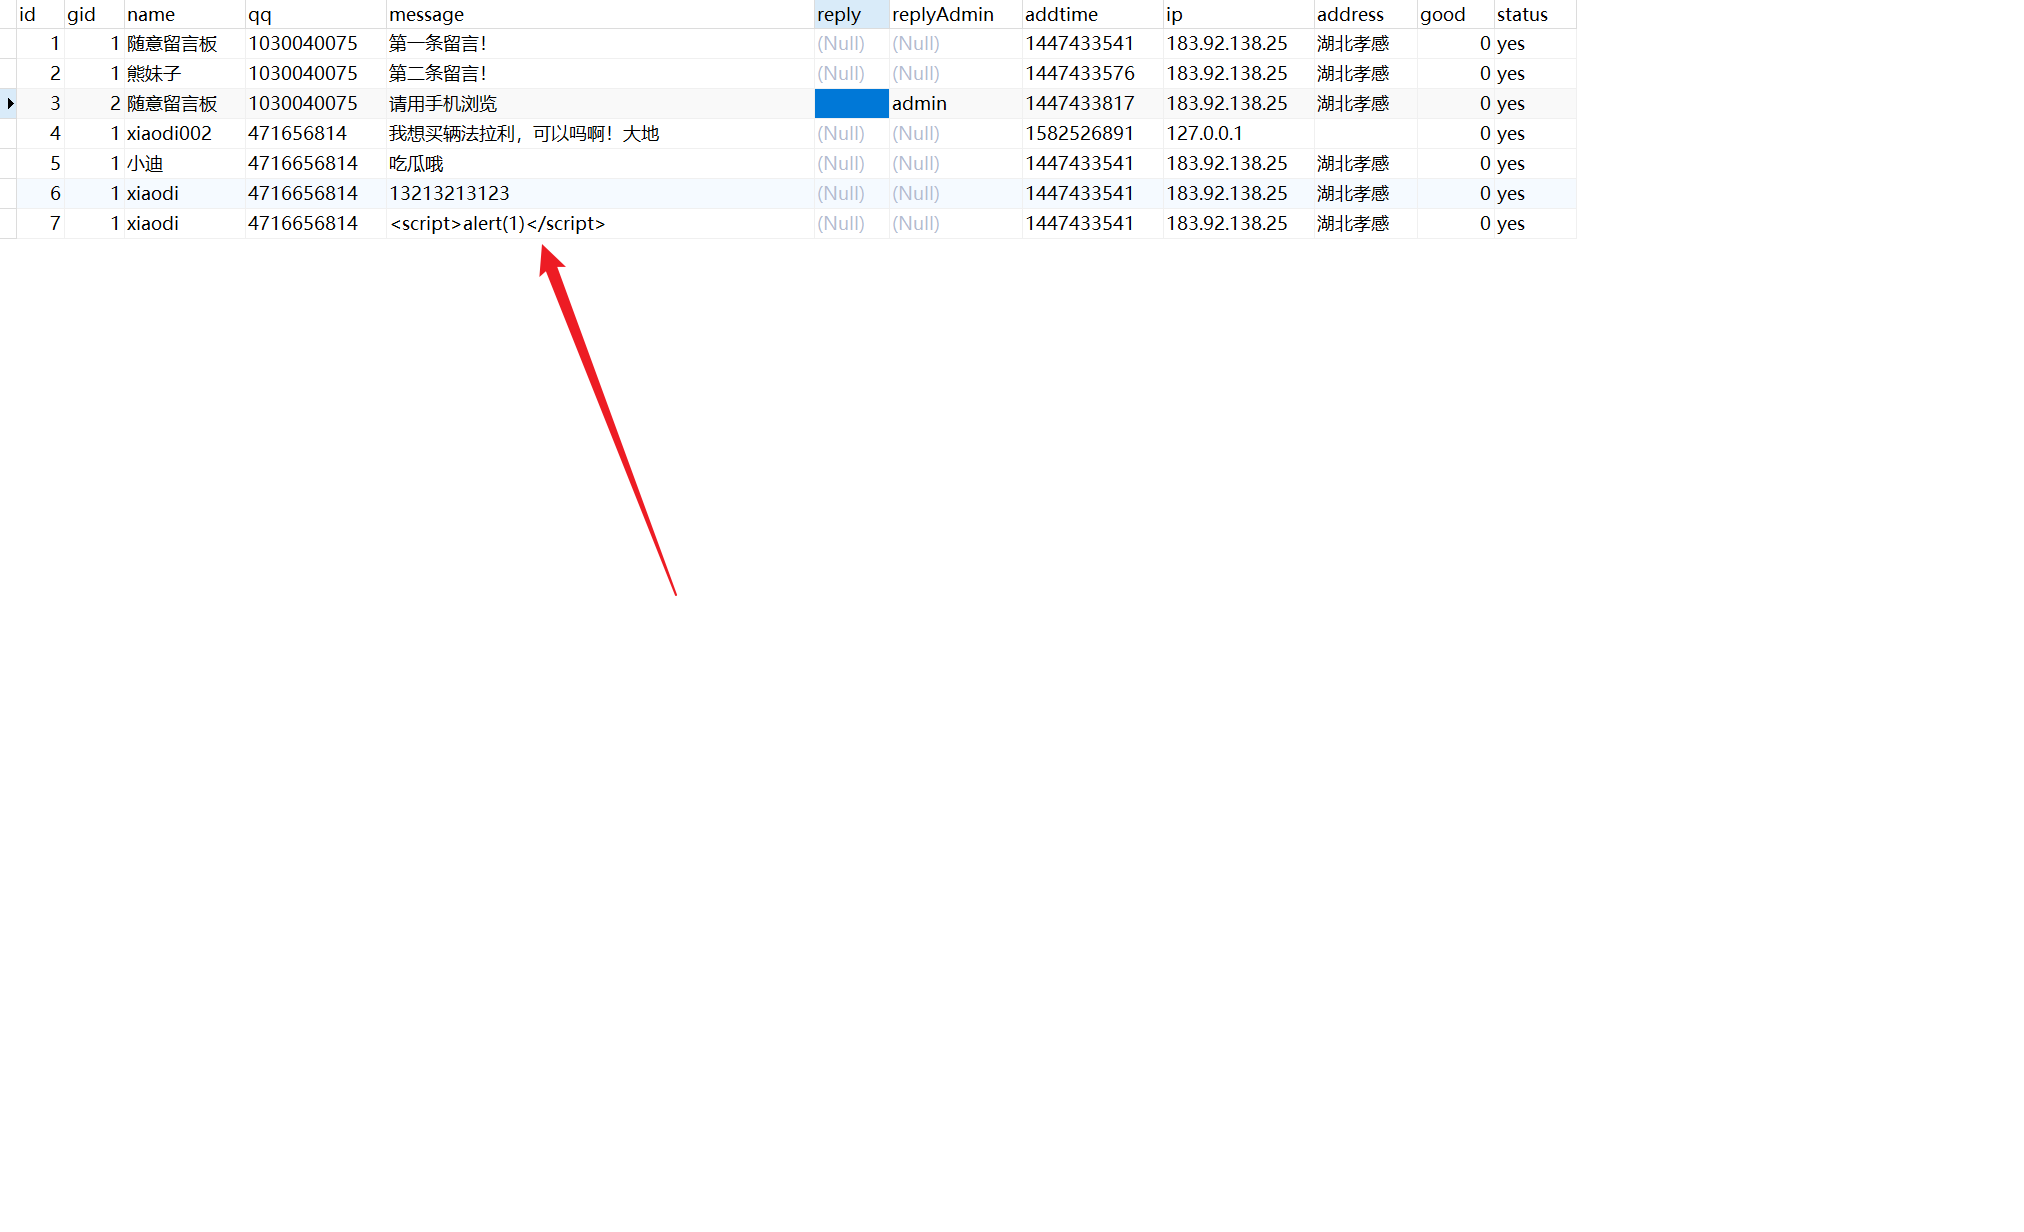 id gid name qq message reply replyAdmin addtime ip address good status
1 1 随意留言板 1030040075 第一条留言！ (Null) (Null) 1447433541 183.92.138.25 湖北孝感 0 yes
2 1 熊妹子 1030040075 第二条留言！ (Null) (Null) 1447433576 183.92.138.25 湖北孝感 0 yes
3 2 随意留言板 1030040075 请用手机浏览 admin 1447433817 183.92.138.25 湖北孝感 0 yes
4 1 xiaodi002 471656814 我想买辆法拉利，可以吗啊！大地 (Null) (Null) 1582526891 127.0.0.1 0 yes
5 1 小迪 4716656814 吃瓜哦 (Null) (Null) 1447433541 183.92.138.25 湖北孝感 0 yes
6 1 xiaodi 4716656814 13213213123 (Null) (Null) 1447433541 183.92.138.25 湖北孝感 0 yes
7 1 xiaodi 4716656814 <script>alert(1)</script> (Null) (Null) 1447433541 183.92.138.25 湖北孝感 0 yes